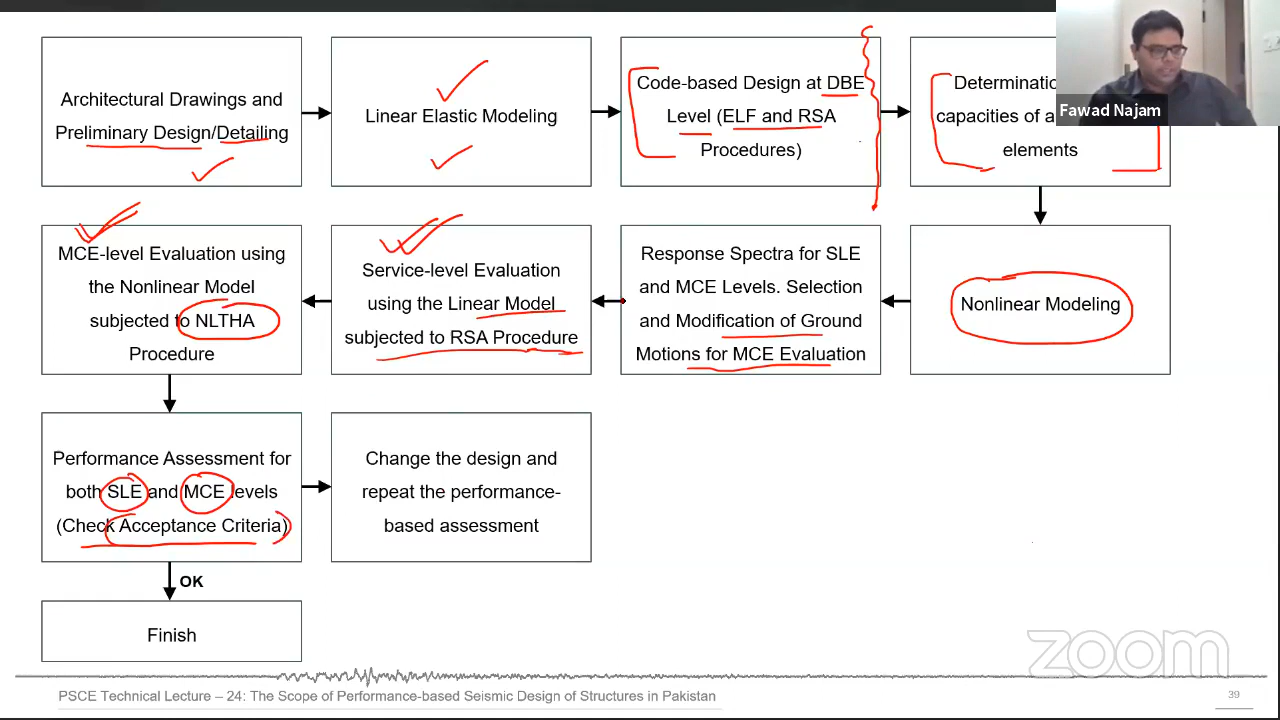 Architectural Drawings and
Preliminary Design/Detailing
Linear Elastic Modeling
Code-based Design at DBE
Level (ELF and RSA
Procedures)
capacities of a
elements
Fawad Najam
MCE-level Evaluation using
the Nonlinear Model
subjected to NLTHA
Procedure
Service-level Evaluation
using the Linear Model
subjected to RSA Procedure
Response Spectra for SLE
and MCE Levels. Selection
and Modification of Ground
Motions for MCE Evaluation
Nonlinear Modeling
Performance Assessment for
both SLE and MCE levels
(Check Acceptance Criteria)
Change the design and
repeat the performance-
based assessment
OK
Finish
zoom
PSCE Technical Lecture – 24: The Scope of Performance-based Seismic Design of Structures in Pakistan
39